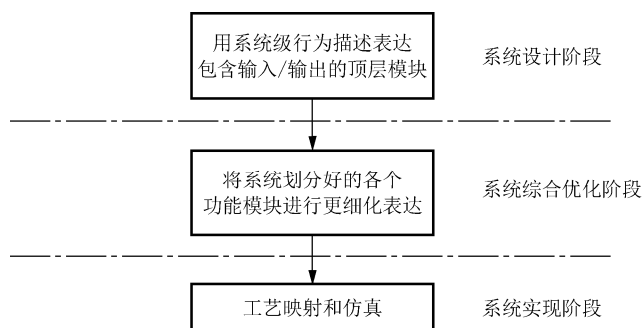 用系统级行为描述表达
包含输入/输出的顶层模块
系统设计阶段
将系统划分好的各个
功能模块进行更细化表达
系统综合优化阶段
工艺映射和仿真
系统实现阶段